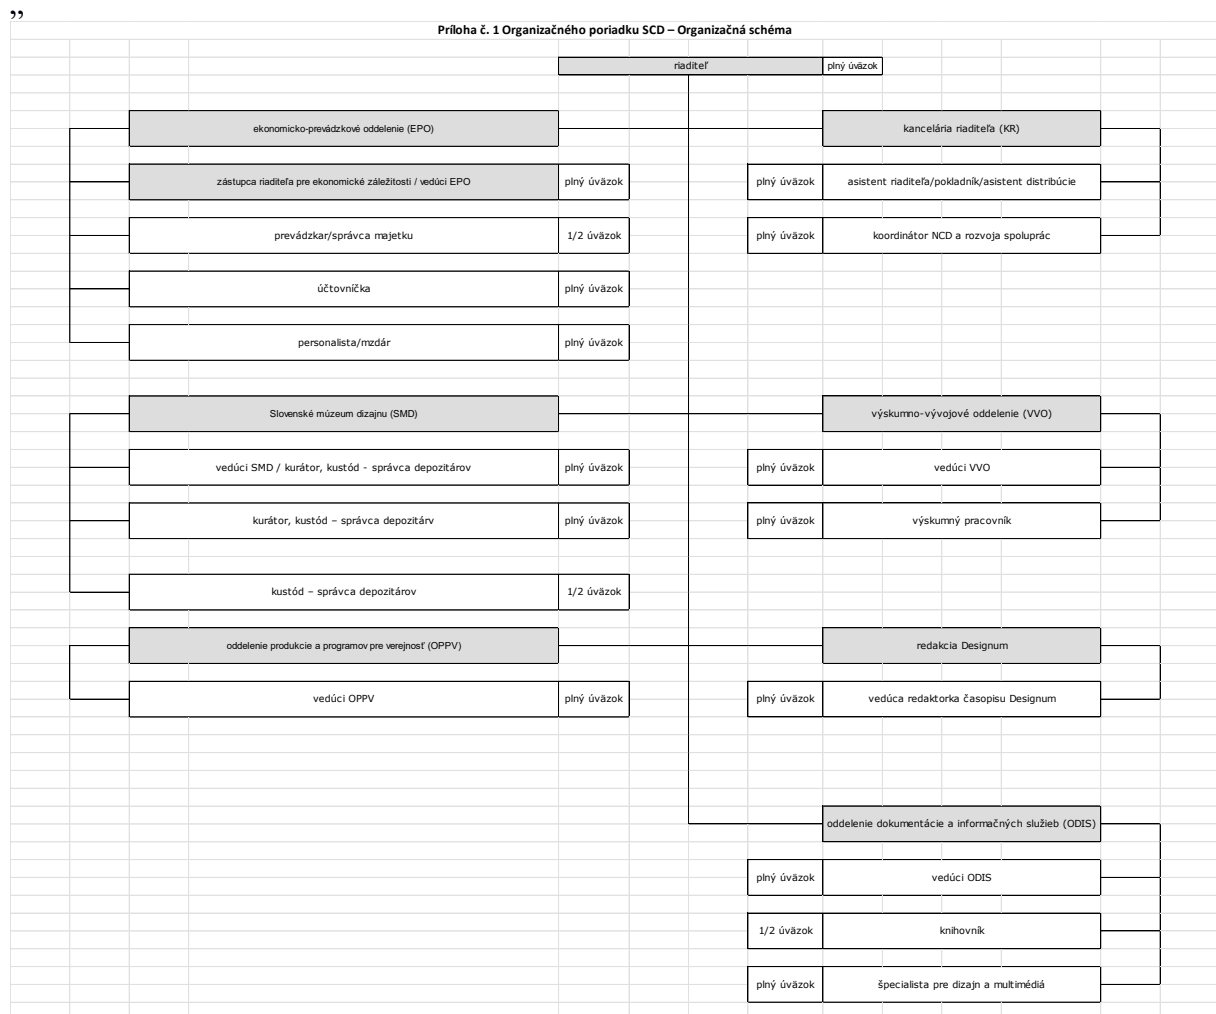 ”
Príloha č. 1 Organizačného poriadku SCD – Organizačná schéma
riaditeľ
plný úväzok
ekonomicko-prevádzkové oddelenie (EPO)
kancelária riaditeľa (KR)
zástupca riaditeľa pre ekonomické záležitosti / vedúci EPO
plný úväzok
plný úväzok
asistent riaditeľa/pokladník/asistent distribúcie
prevádzkar/správca majetku
1/2 úväzok
plný úväzok
koordinátor NCD a rozvoja spoluprác
účtovníčka
plný úväzok
personalista/mzdár
plný úväzok
Slovenské múzeum dizajnu (SMD)
výskumno-vývojové oddelenie (VVO)
vedúci SMD / kurátor, kustód - správca depozitárov
plný úväzok
plný úväzok
vedúci VVO
kurátor, kustód – správca depozitárv
plný úväzok
plný úväzok
výskumný pracovník
kustód – správca depozitárov
1/2 úväzok
oddelenie produkcie a programov pre verejnosť (OPPV)
redakcia Designum
vedúci OPPV
plný úväzok
plný úväzok
vedúca redaktorka časopisu Designum
oddelenie dokumentácie a informačných služieb (ODIS)
plný úväzok
vedúci ODIS
1/2 úväzok
knihovník
plný úväzok
špecialista pre dizajn a multimédiá